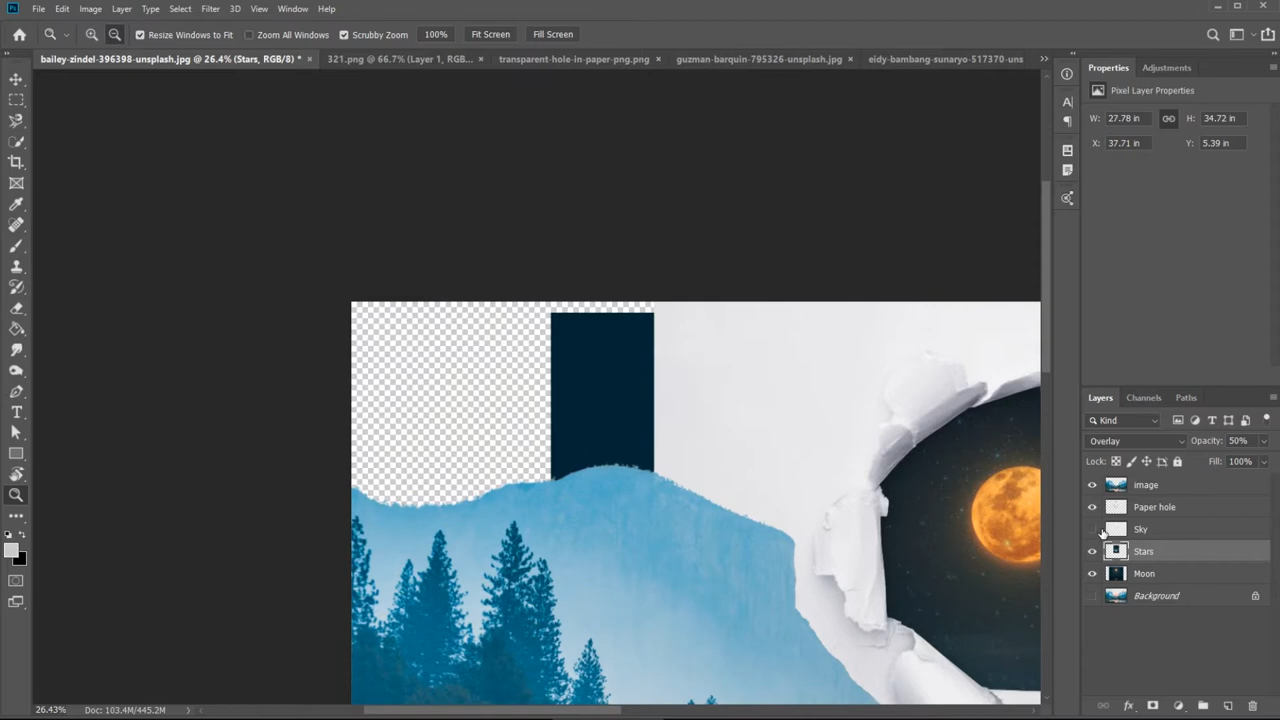 Ps File Edit Image Layer Type Select Filter 3D View Window Help
Resize Windows to Fit Zoom All Windows Scrubby Zoom 100% Fit Screen Fill Screen
bailey-zindel-396398-unsplash.jpg @ 26.4% (Stars, RGB/8) * × 321.png @ 66.7% (Layer 1, RGB... × transparent-hole-in-paper-png.png × guzman-barquin-795326-unsplash.jpg × eidy-bambang-sunaryo-517370-uns
Properties Adjustments
Pixel Layer Properties
W: 27.78 in H: 34.72 in
X: 37.71 in Y: 5.39 in
Layers Channels Paths
Kind
Overlay Opacity: 50%
Lock: Fill: 100%
image
Paper hole
Sky
Stars
Moon
Background
26.43% Doc: 103.4M/445.2M